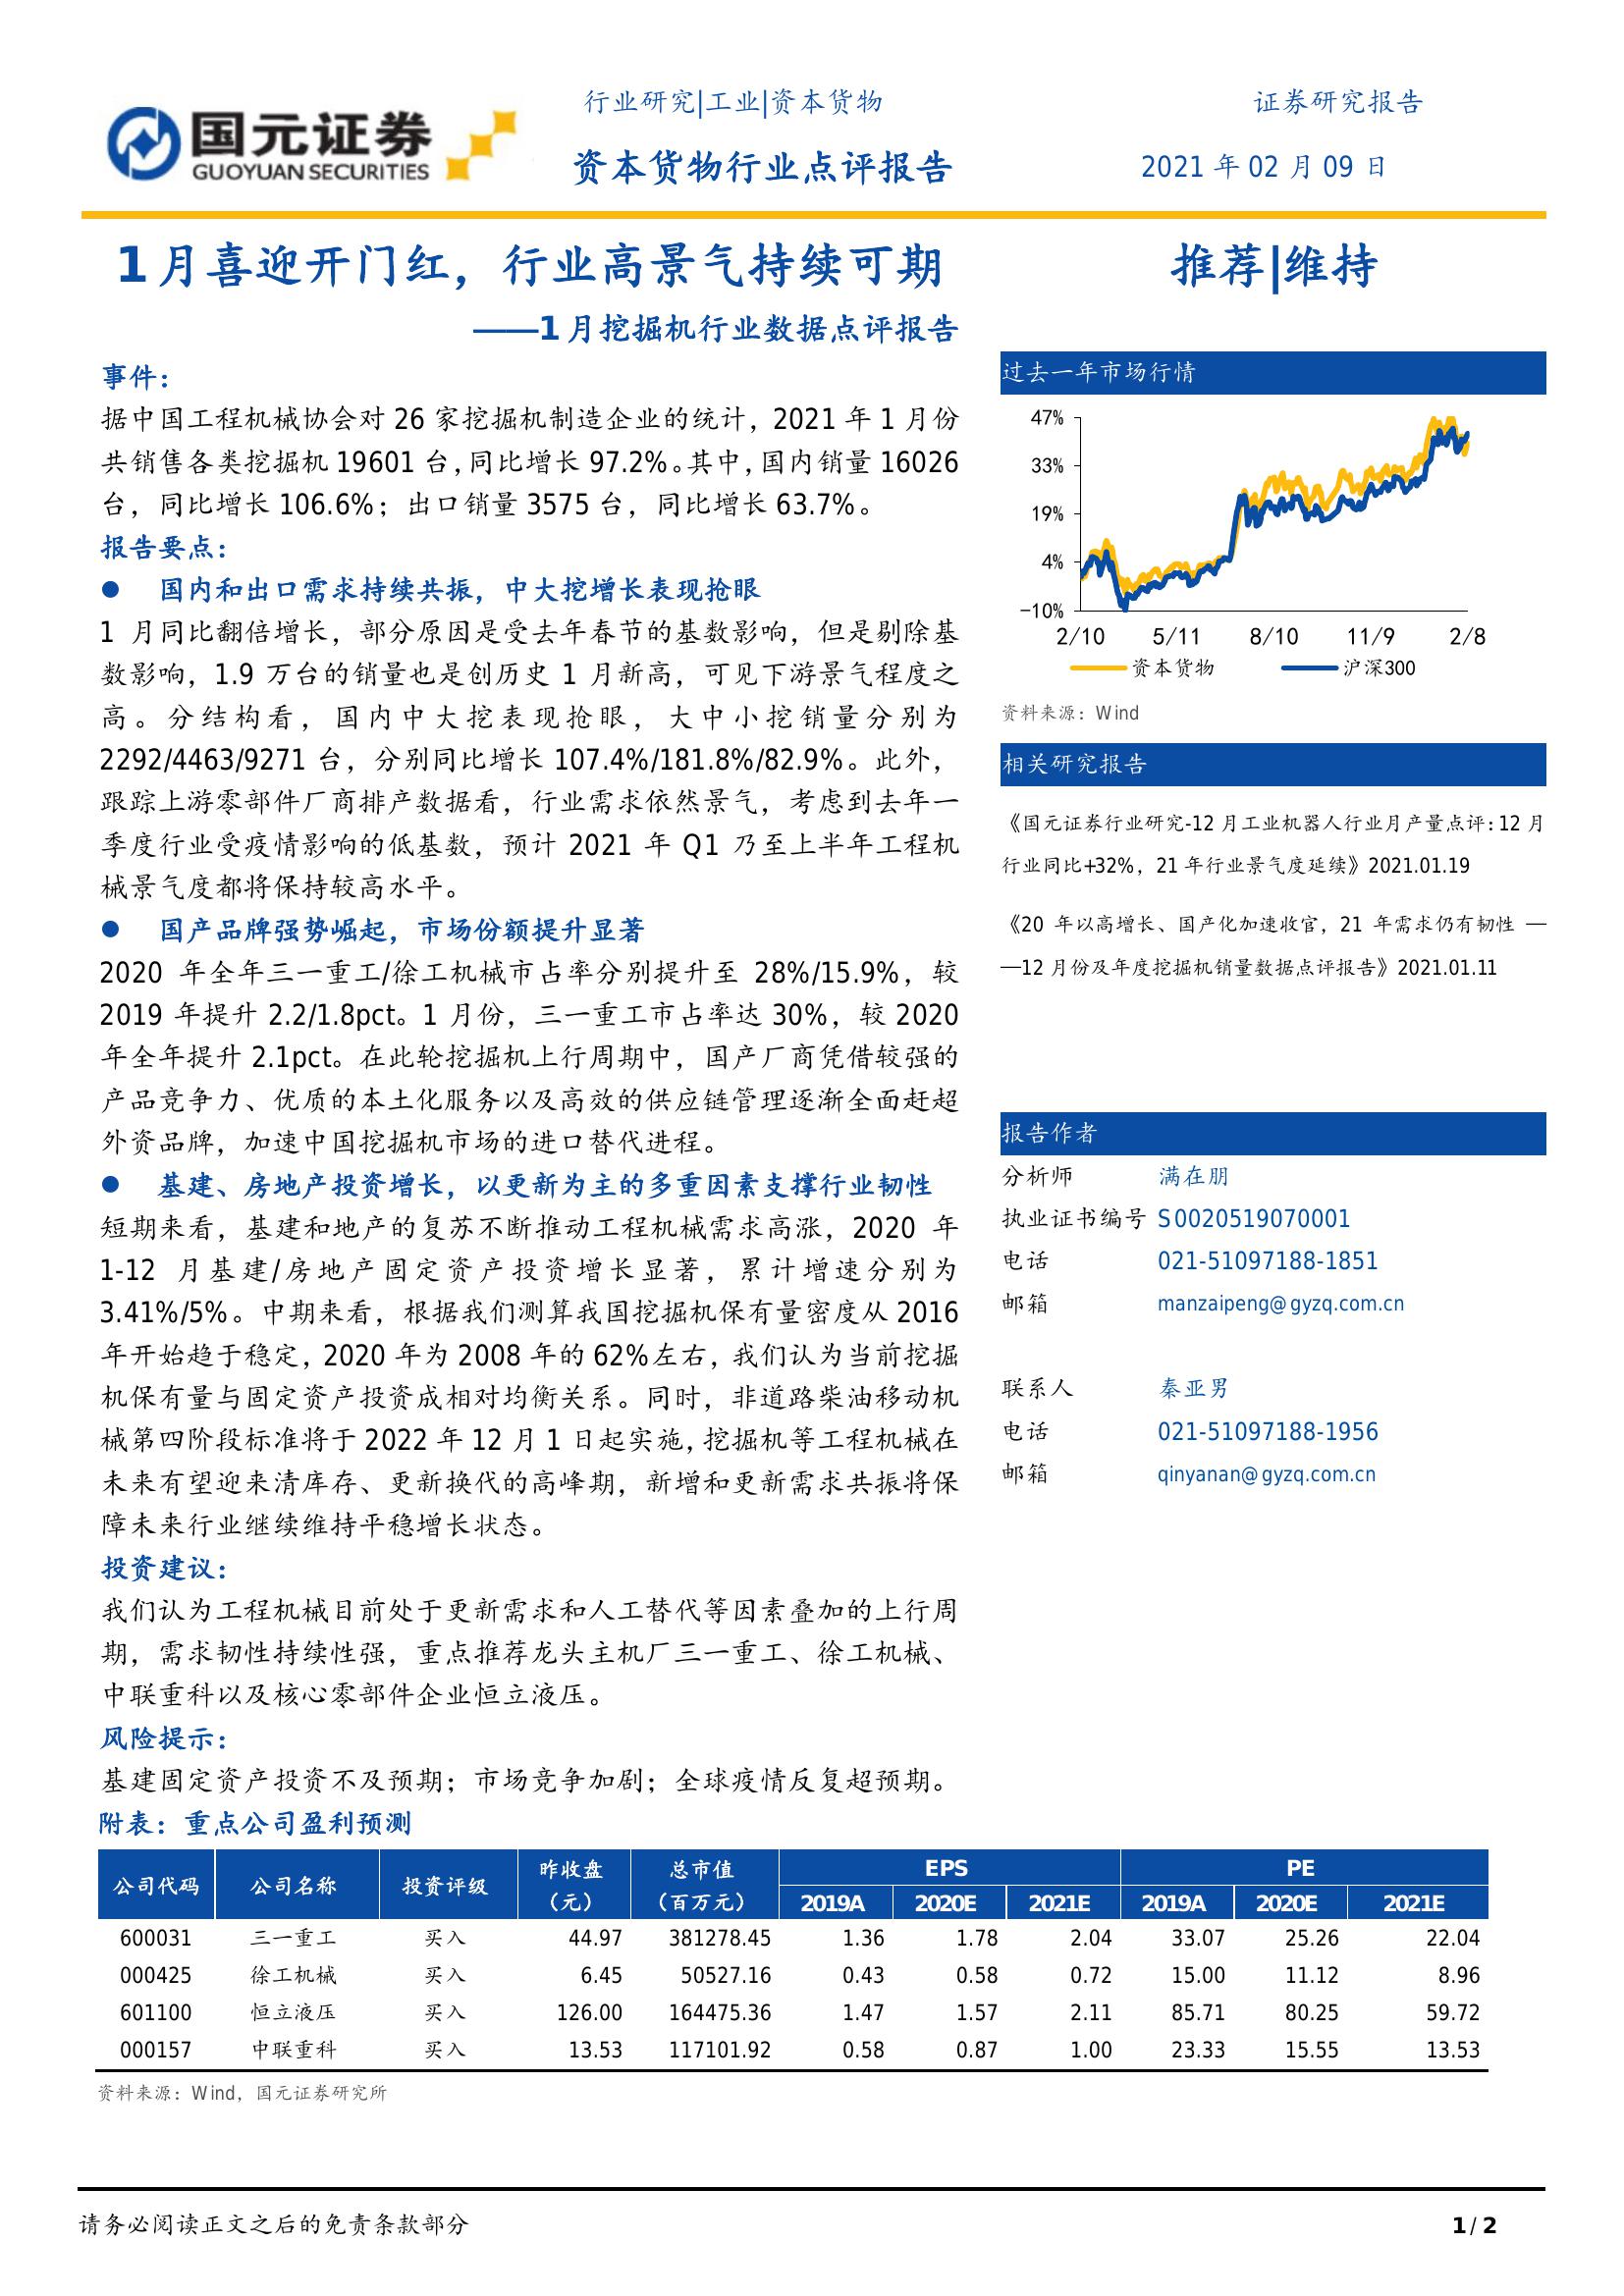 国元证券
GUOYUAN SECURITIES
行业研究|工业|资本货物
证券研究报告
资本货物行业点评报告
2021 年 02 月 09 日
1 月喜迎开门红，行业高景气持续可期
——1 月挖掘机行业数据点评报告
推荐|维持
事件：
据中国工程机械协会对 26 家挖掘机制造企业的统计，2021 年 1 月份
共销售各类挖掘机 19601 台，同比增长 97.2%。其中，国内销量 16026
台，同比增长 106.6%；出口销量 3575 台，同比增长 63.7%。
报告要点：
● 国内和出口需求持续共振，中大挖增长表现抢眼
1 月同比翻倍增长，部分原因是受去年春节的基数影响，但是剔除基
数影响，1.9 万台的销量也是创历史 1 月新高，可见下游景气程度之
高。分结构看，国内中大挖表现抢眼，大中小挖销量分别为
2292/4463/9271 台，分别同比增长 107.4%/181.8%/82.9%。此外，
跟踪上游零部件厂商排产数据看，行业需求依然景气，考虑到去年一
季度行业受疫情影响的低基数，预计 2021 年 Q1 乃至上半年工程机
械景气度都将保持较高水平。
● 国产品牌强势崛起，市场份额提升显著
2020 年全年三一重工/徐工机械市占率分别提升至 28%/15.9%，较
2019 年提升 2.2/1.8pct。1 月份，三一重工市占率达 30%，较 2020
年全年提升 2.1pct。在此轮挖掘机上行周期中，国产厂商凭借较强的
产品竞争力、优质的本土化服务以及高效的供应链管理逐渐全面赶超
外资品牌，加速中国挖掘机市场的进口替代进程。
● 基建、房地产投资增长，以更新为主的多重因素支撑行业韧性
短期来看，基建和地产的复苏不断推动工程机械需求高涨，2020 年
1-12 月基建/房地产固定资产投资增长显著，累计增速分别为
3.41%/5%。中期来看，根据我们测算我国挖掘机保有量密度从 2016
年开始趋于稳定，2020 年为 2008 年的 62%左右，我们认为当前挖掘
机保有量与固定资产投资成相对均衡关系。同时，非道路柴油移动机
械第四阶段标准将于 2022 年 12 月 1 日起实施，挖掘机等工程机械在
未来有望迎来清库存、更新换代的高峰期，新增和更新需求共振将保
障未来行业继续维持平稳增长状态。
投资建议：
我们认为工程机械目前处于更新需求和人工替代等因素叠加的上行周
期，需求韧性持续性强，重点推荐龙头主机厂三一重工、徐工机械、
中联重科以及核心零部件企业恒立液压。
风险提示：
基建固定资产投资不及预期；市场竞争加剧；全球疫情反复超预期。
过去一年市场行情
47%
33%
19%
4%
-10%
2/10 5/11 8/10 11/9 2/8
资本货物 沪深300
资料来源：Wind
相关研究报告
《国元证券行业研究-12 月工业机器人行业月产量点评：12 月
行业同比+32%，21 年行业景气度延续》2021.01.19
《20 年以高增长、国产化加速收官，21 年需求仍有韧性 —
—12 月份及年度挖掘机销量数据点评报告》2021.01.11
报告作者
分析师 满在朋
执业证书编号 S0020519070001
电话 021-51097188-1851
邮箱 manzaipeng@gyzq.com.cn
联系人 秦亚男
电话 021-51097188-1956
邮箱 qinyanan@gyzq.com.cn
附表：重点公司盈利预测
公司代码 公司名称 投资评级 昨收盘（元） 总市值（百万元） EPS PE
2019A 2020E 2021E 2019A 2020E 2021E
600031 三一重工 买入 44.97 381278.45 1.36 1.78 2.04 33.07 25.26 22.04
000425 徐工机械 买入 6.45 50527.16 0.43 0.58 0.72 15.00 11.12 8.96
601100 恒立液压 买入 126.00 164475.36 1.47 1.57 2.11 85.71 80.25 59.72
000157 中联重科 买入 13.53 117101.92 0.58 0.87 1.00 23.33 15.55 13.53
资料来源：Wind，国元证券研究所
请务必阅读正文之后的免责条款部分
1 / 2